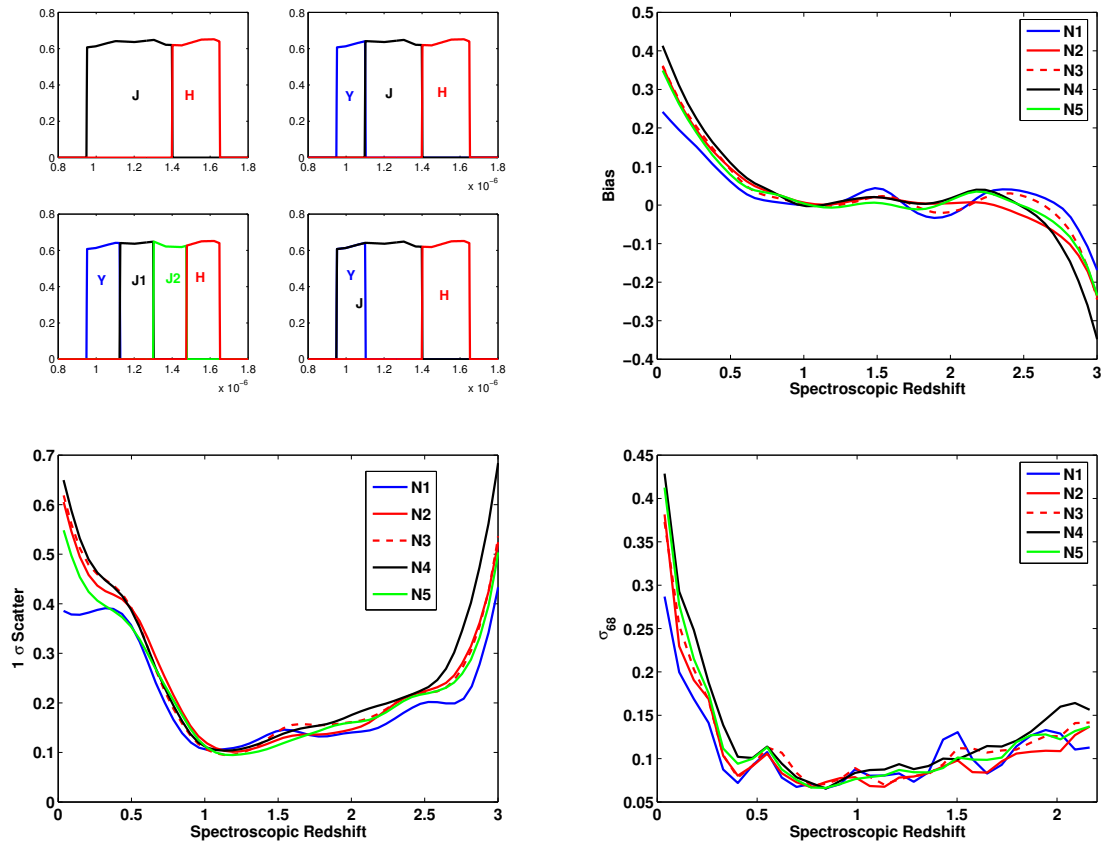 0.8
0.6
0.4
0.2
0
J
H
0.8 1 1.2 1.4 1.6 1.8
x 10⁻⁶
0.8
0.6
0.4
0.2
0
Y
J
H
0.8 1 1.2 1.4 1.6 1.8
x 10⁻⁶
0.8
0.6
0.4
0.2
0
Y
J1
J2
H
0.8 1 1.2 1.4 1.6 1.8
x 10⁻⁶
0.8
0.6
0.4
0.2
0
Y
J
H
0.8 1 1.2 1.4 1.6 1.8
x 10⁻⁶
Bias
0.5
0.4
0.3
0.2
0.1
0
−0.1
−0.2
−0.3
−0.4
N1
N2
N3
N4
N5
0 0.5 1 1.5 2 2.5 3
Spectroscopic Redshift
1 σ Scatter
0.7
0.6
0.5
0.4
0.3
0.2
0.1
0
N1
N2
N3
N4
N5
0 0.5 1 1.5 2 2.5 3
Spectroscopic Redshift
σ₆₈
0.45
0.4
0.35
0.3
0.25
0.2
0.15
0.1
0.05
N1
N2
N3
N4
N5
0 0.5 1 1.5 2
Spectroscopic Redshift